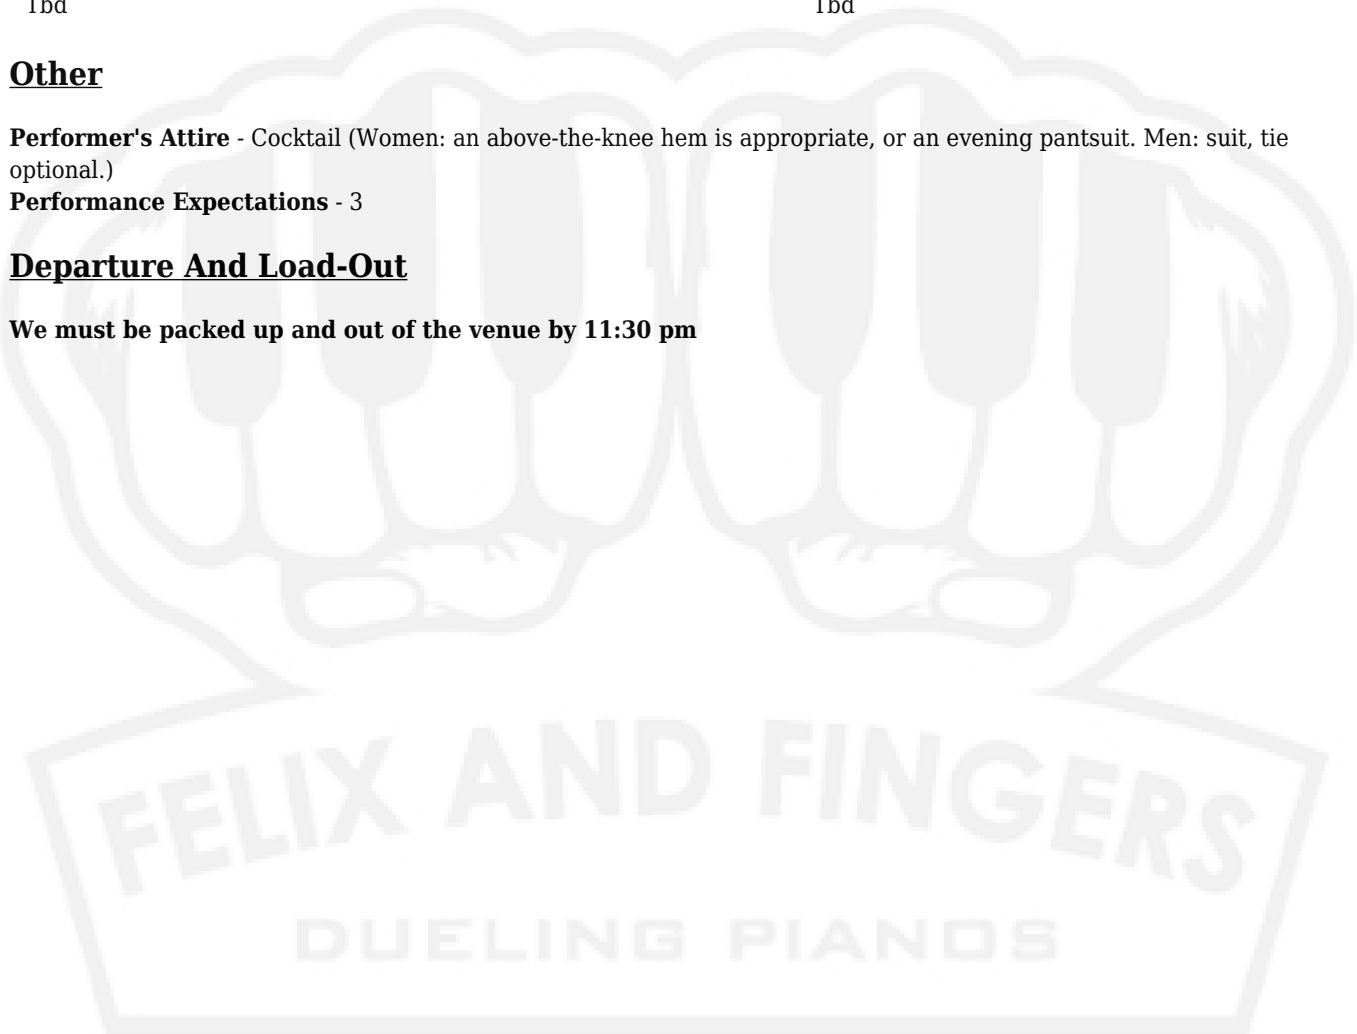 Tbd Tbd
Other
Performer's Attire - Cocktail (Women: an above-the-knee hem is appropriate, or an evening pantsuit. Men: suit, tie
optional.)
Performance Expectations - 3
Departure And Load-Out
We must be packed up and out of the venue by 11:30 pm
FELIX AND FINGERS
DUELING PIANOS